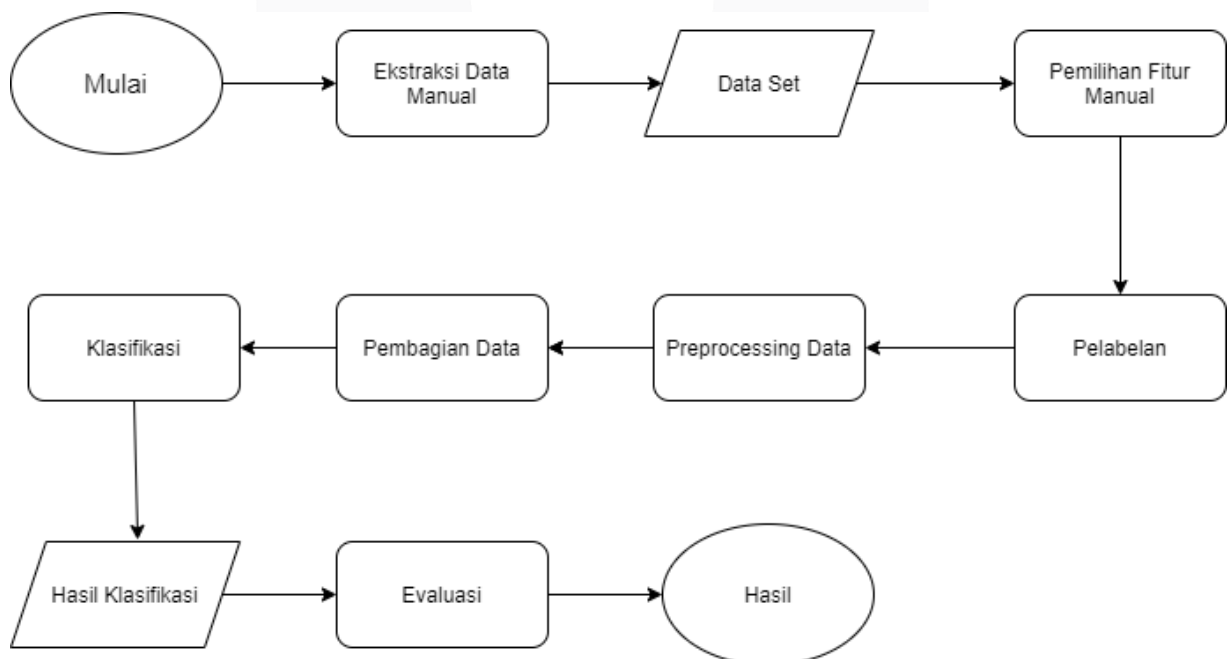 Mulai
Ekstraksi Data
Manual
Data Set
Pemilihan Fitur
Manual
Pelabelan
Preprocessing Data
Pembagian Data
Klasifikasi
Hasil Klasifikasi
Evaluasi
Hasil